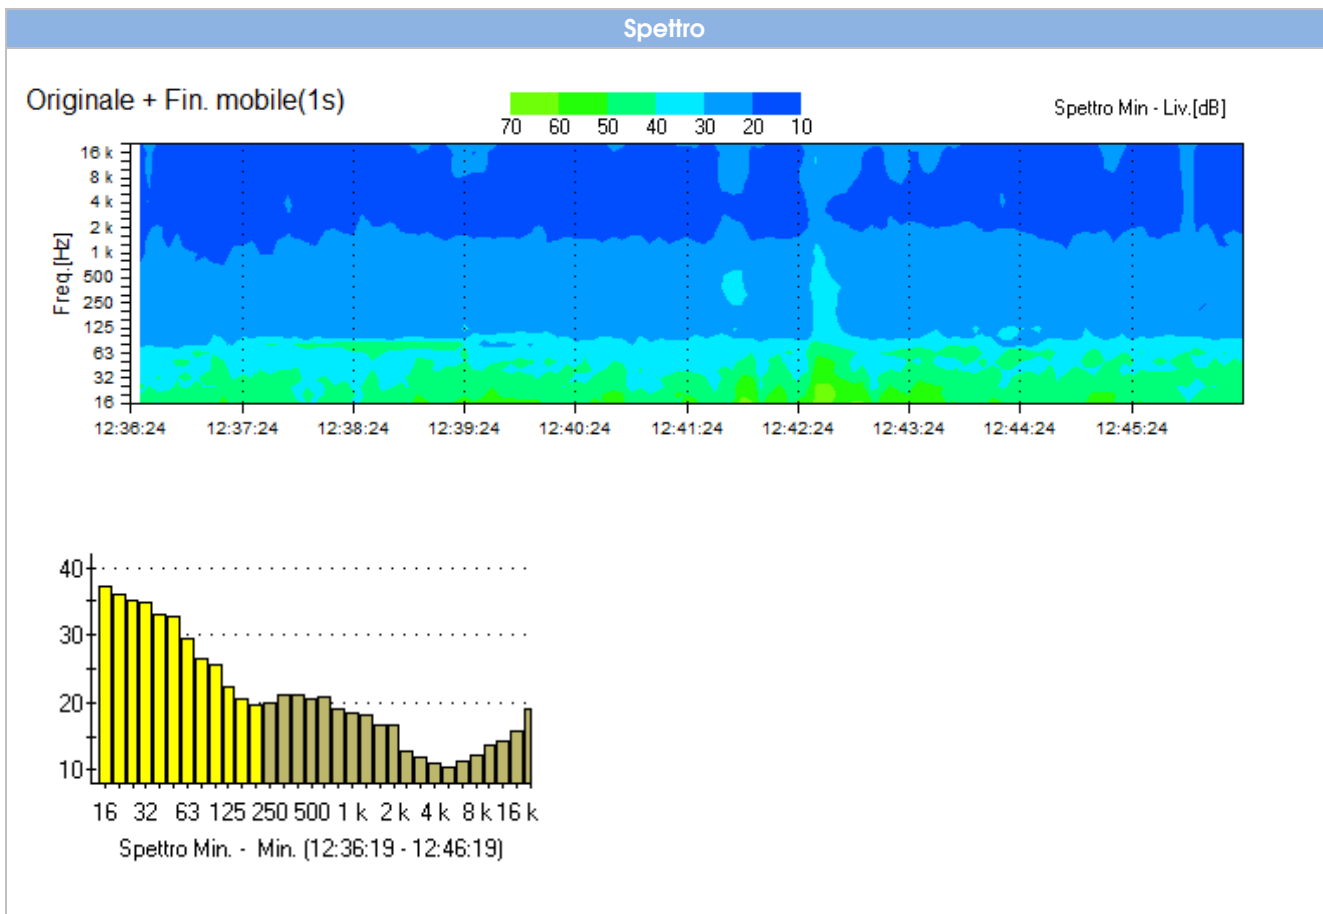 Spettro
Originale + Fin. mobile(1s)
70 60 50 40 30 20 10
Spettro Min - Liv.[dB]
Freq.[Hz]
16 k
8 k
4 k
2 k
1 k
500
250
125
63
32
16
12:36:24 12:37:24 12:38:24 12:39:24 12:40:24 12:41:24 12:42:24 12:43:24 12:44:24 12:45:24
40
30
20
10
16 32 63 125 250 500 1 k 2 k 4 k 8 k 16 k
Spettro Min. - Min. (12:36:19 - 12:46:19)